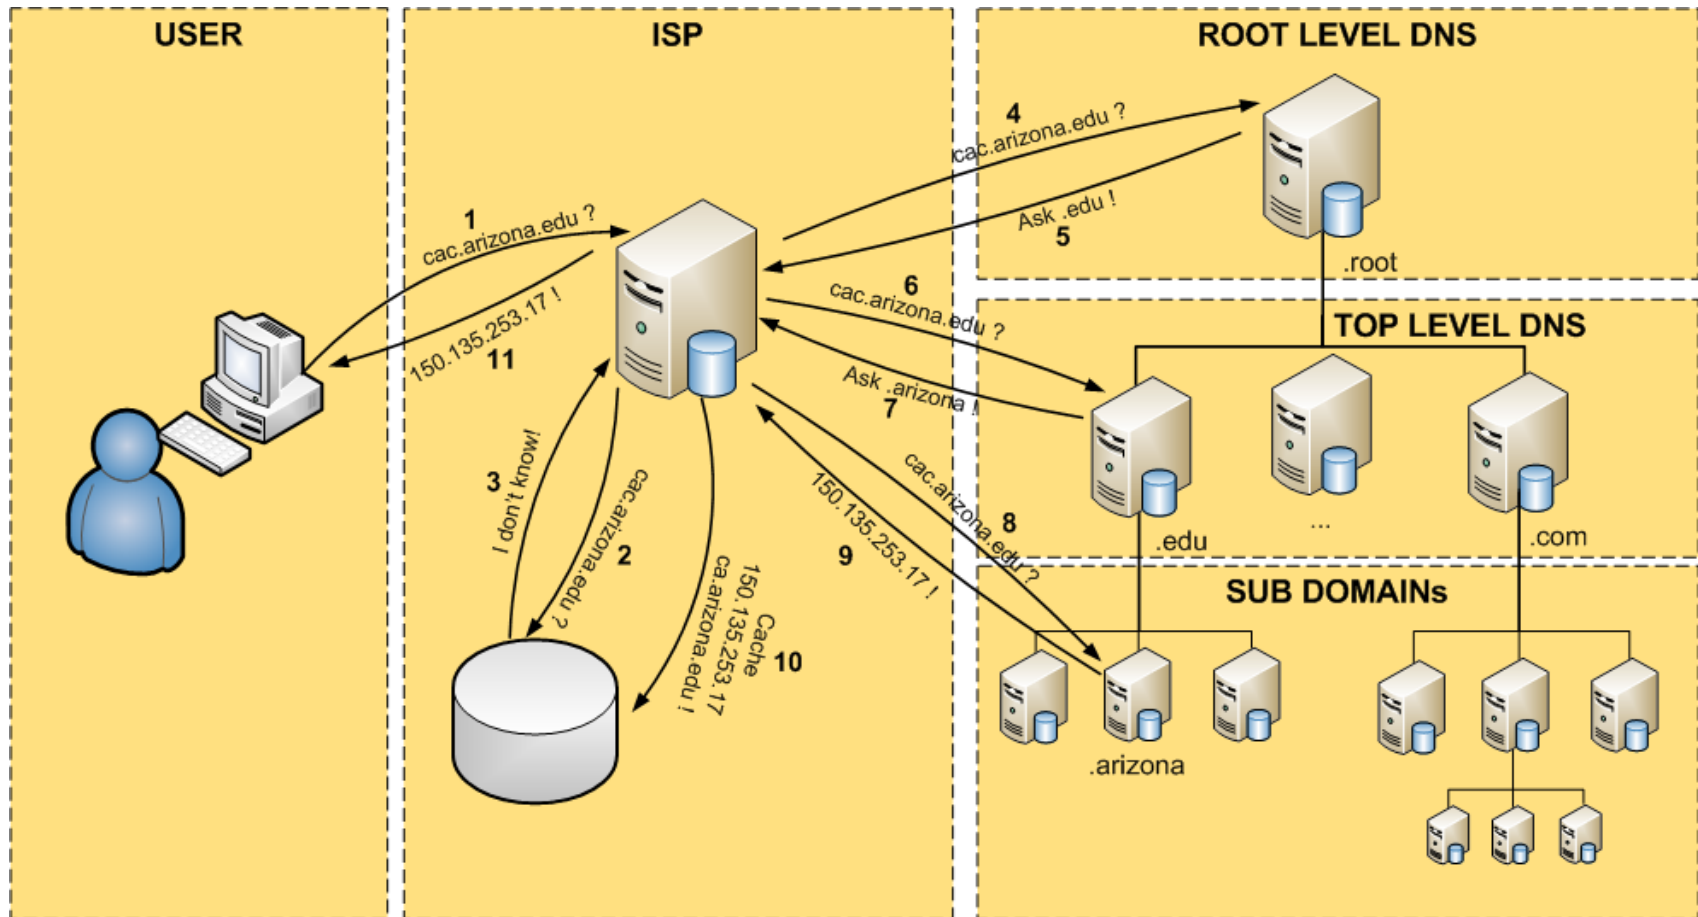 USER
ISP
ROOT LEVEL DNS
4
cac.arizona.edu ?
Ask .edu !
5
.root
1
cac.arizona.edu ?
150.135.253.17 !
11
6
cac.arizona.edu ?
Ask .arizona !
7
TOP LEVEL DNS
.edu
...
.com
3
I don't know!
cac.arizona.edu ?
2
cac.arizona.edu ?
8
150.135.253.17 !
9
Cache
150.135.253.17
ca.arizona.edu !
10
SUB DOMAINs
.arizona